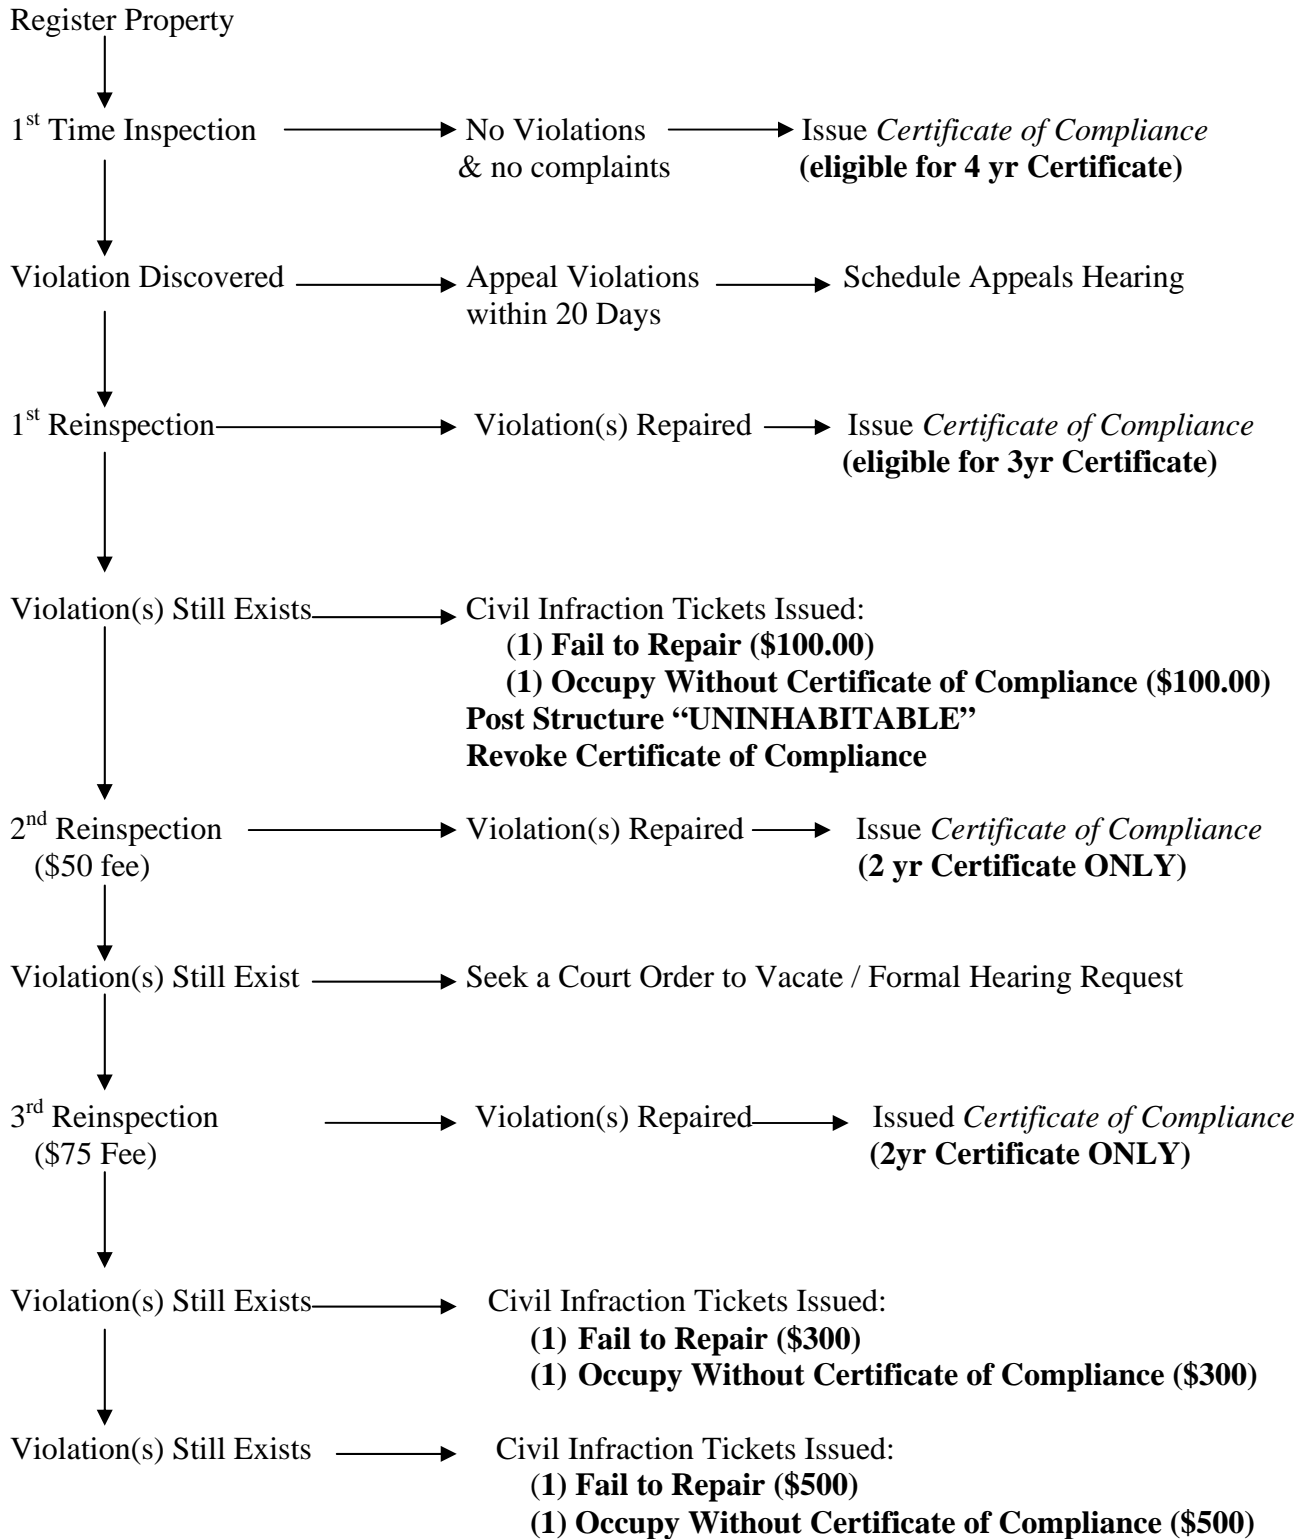 Register Property
1st Time Inspection
No Violations
& no complaints
Issue Certificate of Compliance
(eligible for 4 yr Certificate)
Violation Discovered
Appeal Violations
within 20 Days
Schedule Appeals Hearing
1st Reinspection
Violation(s) Repaired
Issue Certificate of Compliance
(eligible for 3yr Certificate)
Violation(s) Still Exists
Civil Infraction Tickets Issued:
(1) Fail to Repair ($100.00)
(1) Occupy Without Certificate of Compliance ($100.00)
Post Structure “UNINHABITABLE”
Revoke Certificate of Compliance
2nd Reinspection
($50 fee)
Violation(s) Repaired
Issue Certificate of Compliance
(2 yr Certificate ONLY)
Violation(s) Still Exist
Seek a Court Order to Vacate / Formal Hearing Request
3rd Reinspection
($75 Fee)
Violation(s) Repaired
Issued Certificate of Compliance
(2yr Certificate ONLY)
Violation(s) Still Exists
Civil Infraction Tickets Issued:
(1) Fail to Repair ($300)
(1) Occupy Without Certificate of Compliance ($300)
Violation(s) Still Exists
Civil Infraction Tickets Issued:
(1) Fail to Repair ($500)
(1) Occupy Without Certificate of Compliance ($500)